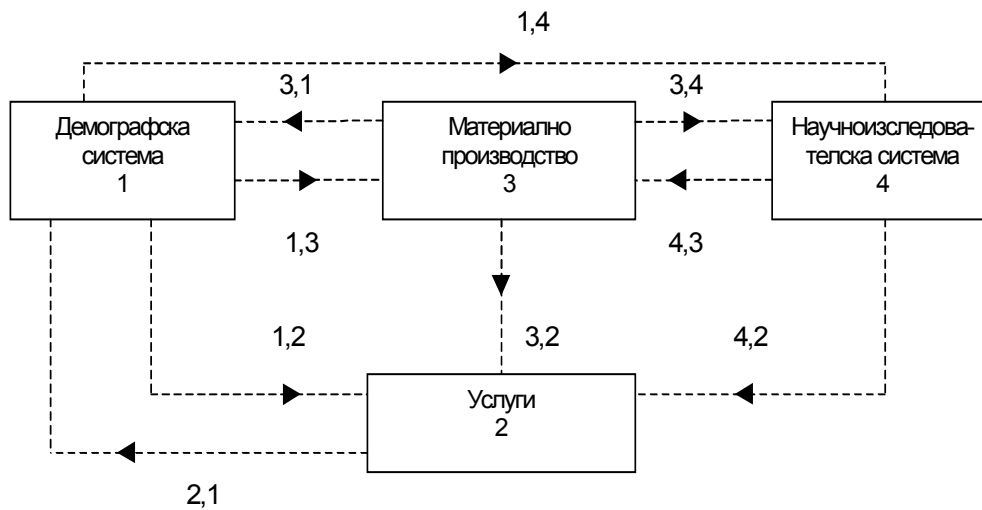 1,4
3,1
3,4
Демографска
система
1
Материално
производство
3
Научноизследова-
телска система
4
1,3
4,3
1,2
3,2
4,2
Услуги
2
2,1